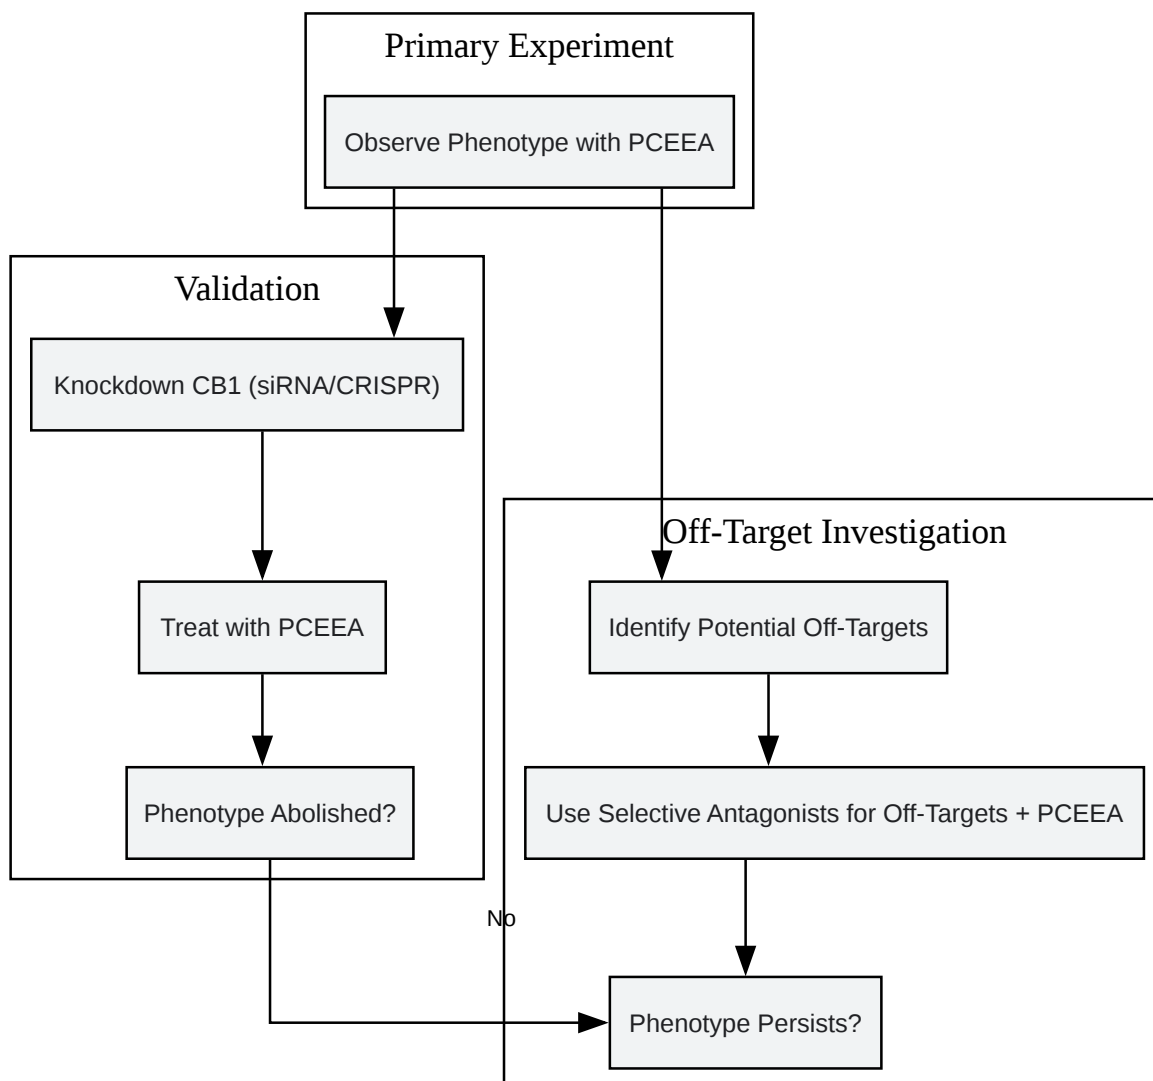 Primary Experiment
Observe Phenotype with PCEEA
Validation
Knockdown CB1 (siRNA/CRISPR)
Treat with PCEEA
Phenotype Abolished?
No
Off-Target Investigation
Identify Potential Off-Targets
Use Selective Antagonists for Off-Targets + PCEEA
Phenotype Persists?